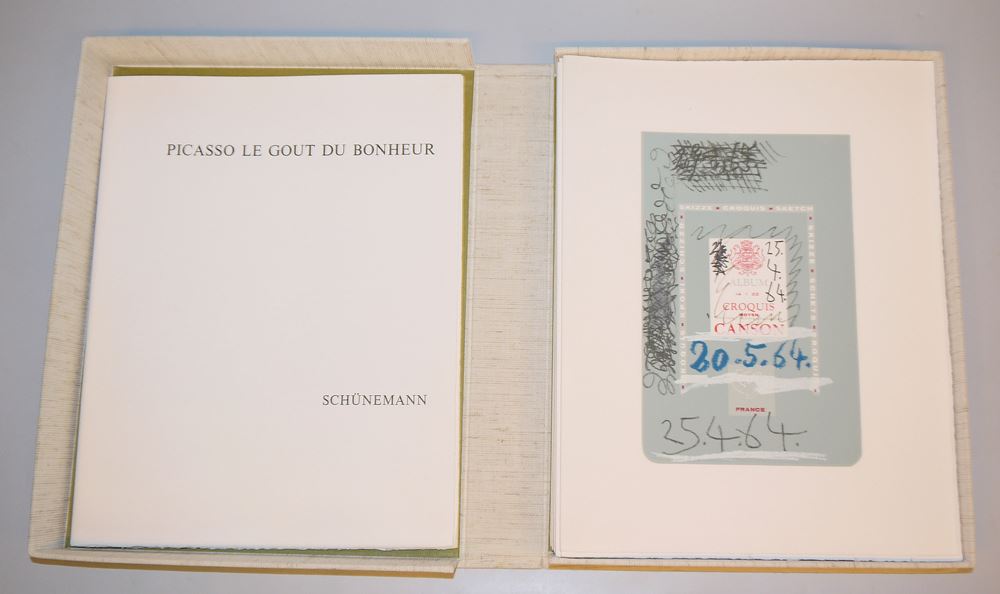 PICASSO LE GOUT DU BONHEUR
SCHÜNEMANN
SKIZZE • CROQUIS • SKETCH
25.
4.
64.
ALBUM
CROQUIS
CANSON
20.5.64.
FRANCE
25.4.64.